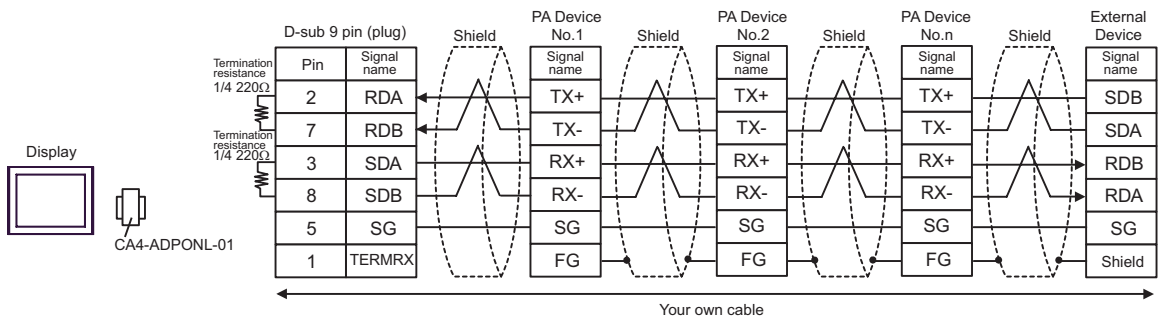 PA Device PA Device PA Device External
D-sub 9 pin (plug) Shield No.1 Shield No.2 Shield No.n Shield Device
Termination resistance 1/4 220Ω
Pin Signal name Signal name Signal name Signal name Signal name
2 RDA TX+ TX+ TX+ SDB
7 RDB TX- TX- TX- SDA
Termination resistance 1/4 220Ω
3 SDA RX+ RX+ RX+ RDB
8 SDB RX- RX- RX- RDA
5 SG SG SG SG SG
1 TERMRX FG FG FG Shield
Display
CA4-ADPONL-01
Your own cable